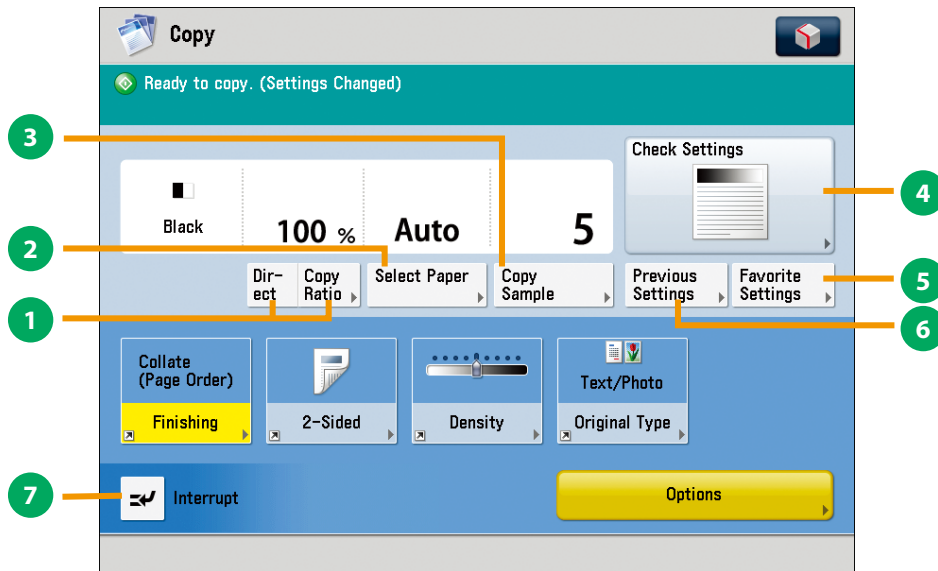 Copy
Ready to copy. (Settings Changed)
3
Check Settings
4
Black
100 %
Auto
5
2
Dir-
ect
Copy
Ratio
Select Paper
Copy
Sample
Previous
Settings
Favorite
Settings
5
1
6
Collate
(Page Order)
Finishing
2-Sided
Density
Text/Photo
Original Type
7
Interrupt
Options